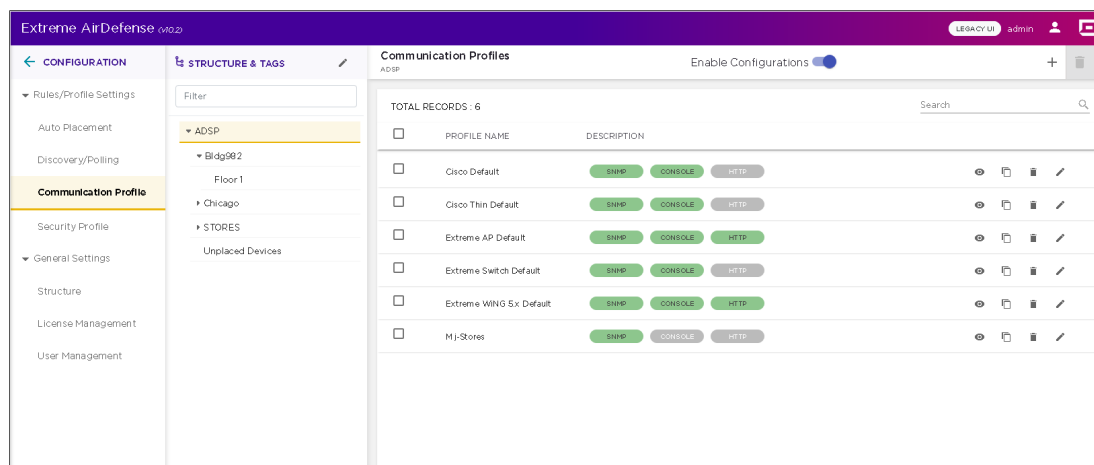 Extreme AirDefense (v10.2)
LEGACY UI admin
CONFIGURATION
Rules/Profile Settings
Auto Placement
Discovery/Polling
Communication Profile
Security Profile
General Settings
Structure
License Management
User Management
STRUCTURE & TAGS
Filter
ADSP
Bldg982
Floor 1
Chicago
STORES
Unplaced Devices
Communication Profiles
ADSP
Enable Configurations
TOTAL RECORDS : 6
Search
PROFILE NAME DESCRIPTION
Cisco Default SNMP CONSOLE HTTP
Cisco Thin Default SNMP CONSOLE HTTP
Extreme AP Default SNMP CONSOLE HTTP
Extreme Switch Default SNMP CONSOLE HTTP
Extreme WiNG 5.x Default SNMP CONSOLE HTTP
Mj-Stores SNMP CONSOLE HTTP